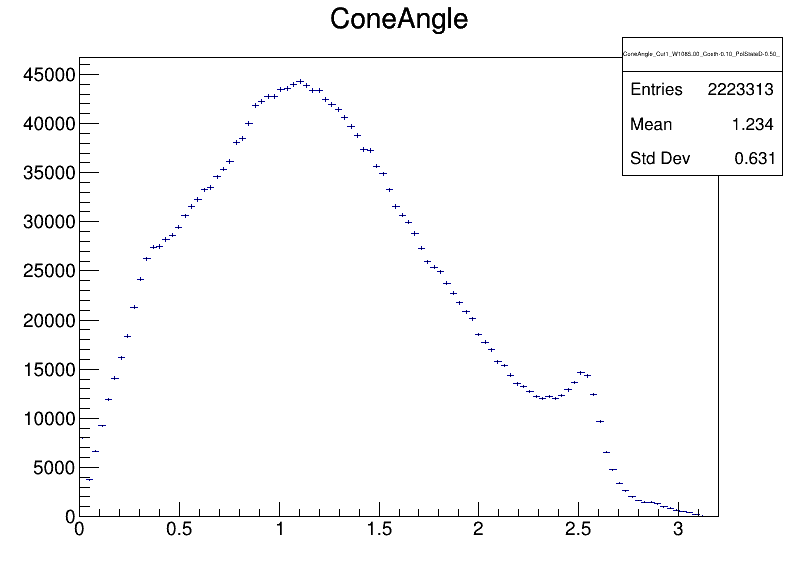 ConeAngle
ConeAngle_Cut1_W1085.00_Costh-0.10_PolStateD-0.50_
Entries 2223313
Mean 1.234
Std Dev 0.631
45000
40000
35000
30000
25000
20000
15000
10000
5000
0
0 0.5 1 1.5 2 2.5 3